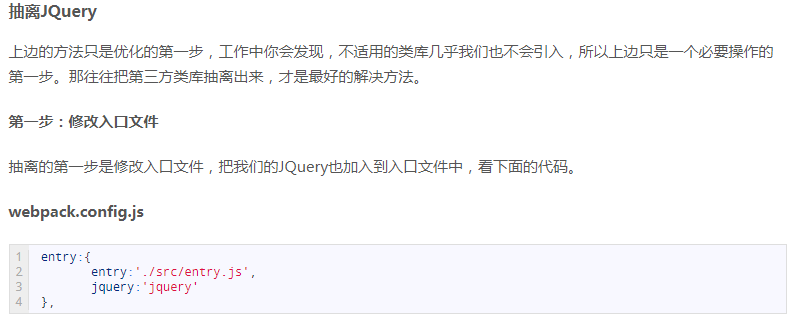 抽离JQuery
上边的方法只是优化的第一步，工作中你会发现，不适用的类库几乎我们也不会引入，所以上边只是一个必要操作的
第一步。那往往把第三方类库抽离出来，才是最好的解决方法。
第一步：修改入口文件
抽离的第一步是修改入口文件，把我们的JQuery也加入到入口文件中，看下面的代码。
webpack.config.js
1 entry:{
2 entry:'./src/entry.js',
3 jquery:'jquery'
4 },